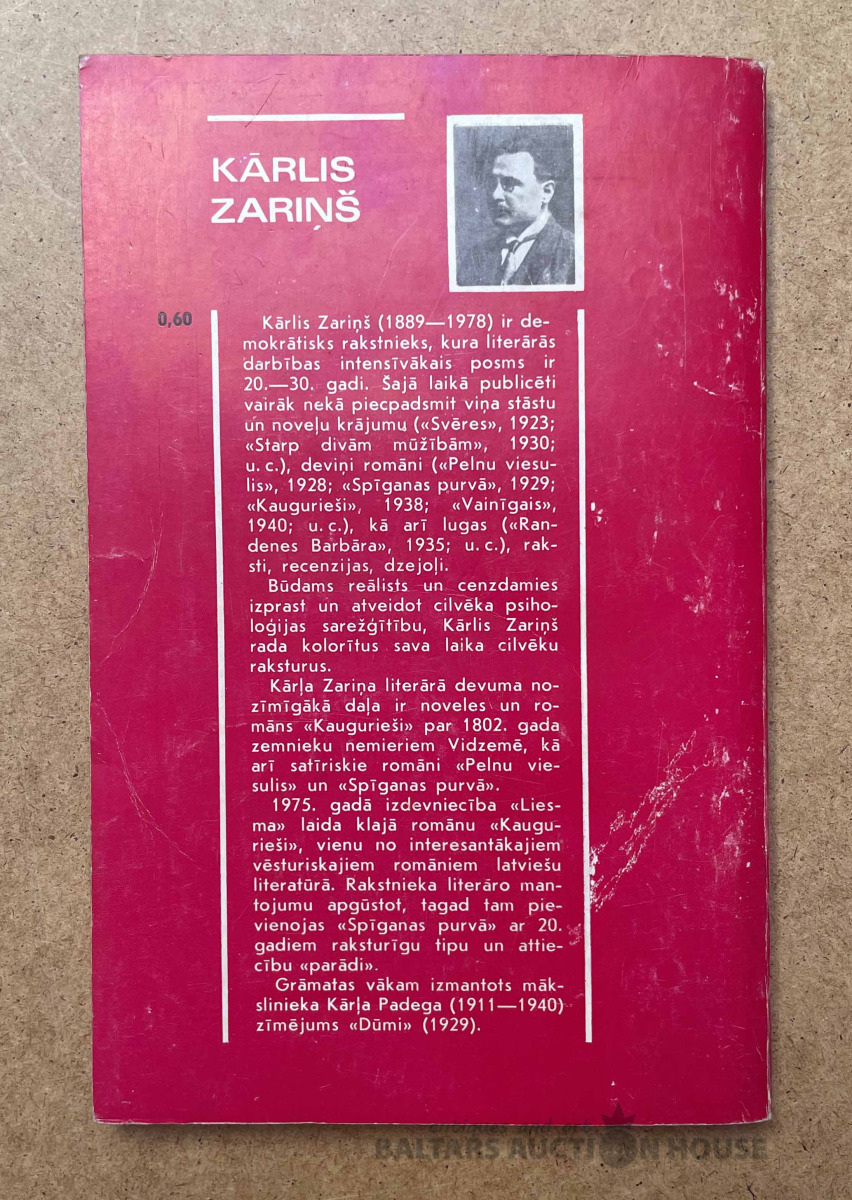 KĀRLIS
ZARIŅŠ
0,60
Kārlis Zariņš (1889—1978) ir de-
mokrātisks rakstnieks, kura literārās
darbības intensīvākais posms ir
20.—30. gadi. Šajā laikā publicēti
vairāk nekā piecpadsmit viņa stāstu
un noveļu krājumu («Svēres», 1923;
«Starp divām mūžībām», 1930;
u. c.), deviņi romāni («Pelnu viesu-
lis», 1928; «Spīganas purvā», 1929;
«Kaugurieši», 1938; «Vainīgais»,
1940; u. c.), kā arī lugas («Ran-
denes Barbāra», 1935; u. c.), rak-
sti, recenzijas, dzejoļi.
Būdams reālists un cenzdamies
izprast un atveidot cilvēka psiho-
loģijas sarežģītību, Kārlis Zariņš
rada kolorītus sava laika cilvēku
raksturus.
Kārļa Zariņa literārā devuma no-
zīmīgākā daļa ir noveles un ro-
māns «Kaugurieši» par 1802. gada
zemnieku nemieriem Vidzemē, kā
arī satīriskie romāni «Pelnu vie-
sulis» un «Spīganas purvā».
1975. gadā izdevniecība «Lies-
ma» laida klajā romānu «Kaugu-
rieši», vienu no interesantākajiem
vēsturiskajiem romāniem latviešu
literatūrā. Rakstnieka literāro man-
tojumu apgūstot, tagad tam pie-
vienojas «Spīganas purvā» ar 20.
gadiem raksturīgu tipu un attie-
cību «parādi».
Grāmatas vākam izmantots māk-
slinieka Kārļa Padega (1911—1940)
zīmējums «Dūmi» (1929).
BALTARS AUCTION HOUSE